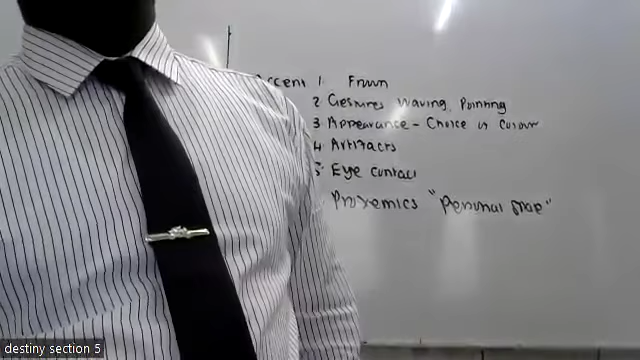 ccent 1 Frown
2 Gestures waving, Pointing
3 Appearance - Choice of Colour
4 Artifacts
5 Eye contact
Proxemics "Personal space"
destiny section 5